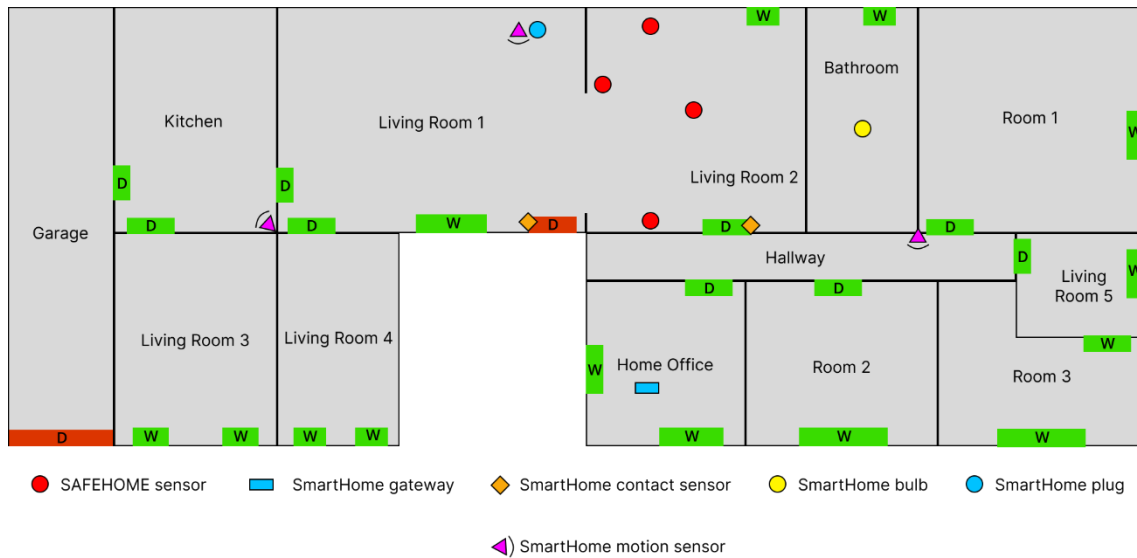 W
W
Bathroom
Kitchen
Living Room 1
Room 1
W
D
D
Living Room 2
Garage
D
D
W
D
D
D
Hallway
D
Living
Room 5
W
D
D
Living Room 3
Living Room 4
W
Home Office
W
Room 2
Room 3
D
W
W
W
W
W
W
W
SAFEHOME sensor
SmartHome gateway
SmartHome contact sensor
SmartHome bulb
SmartHome plug
SmartHome motion sensor